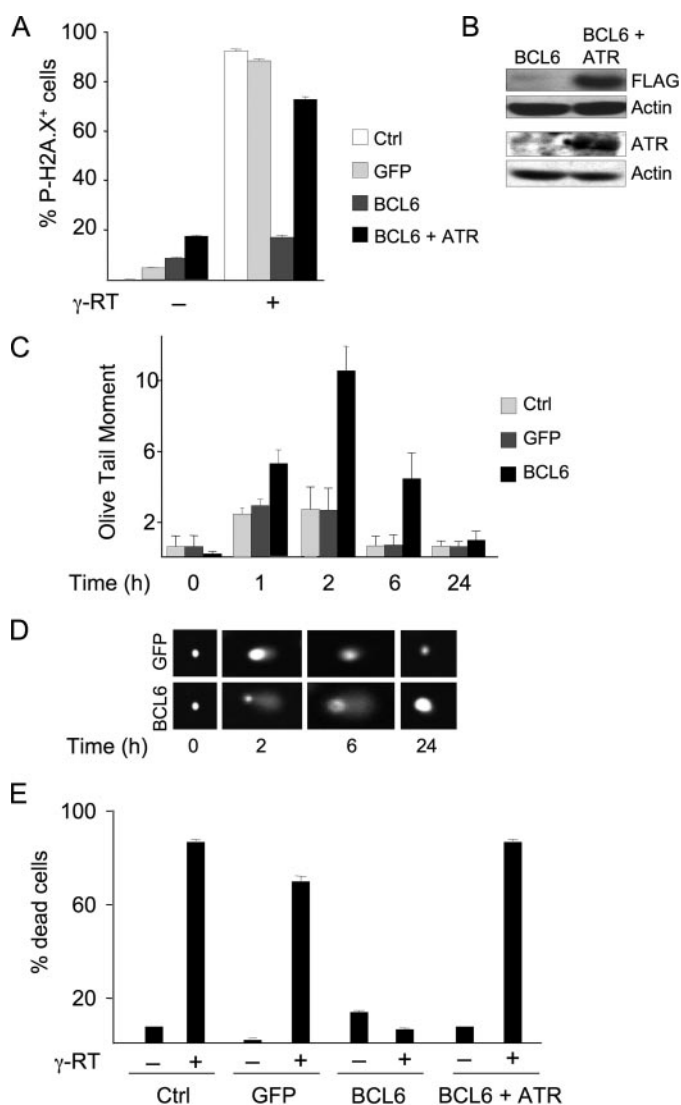 A
% P-H2A.X+ cells
100
80
60
40
20
γ-RT
–
+
Ctrl
GFP
BCL6
BCL6 + ATR
B
BCL6
BCL6 +
ATR
FLAG
Actin
ATR
Actin
C
Olive Tail Moment
10
6
2
Time (h)
0
1
2
6
24
Ctrl
GFP
BCL6
D
GFP
BCL6
Time (h)
0
2
6
24
E
% dead cells
100
60
20
γ-RT
–
+
–
+
–
+
–
+
Ctrl
GFP
BCL6
BCL6 + ATR